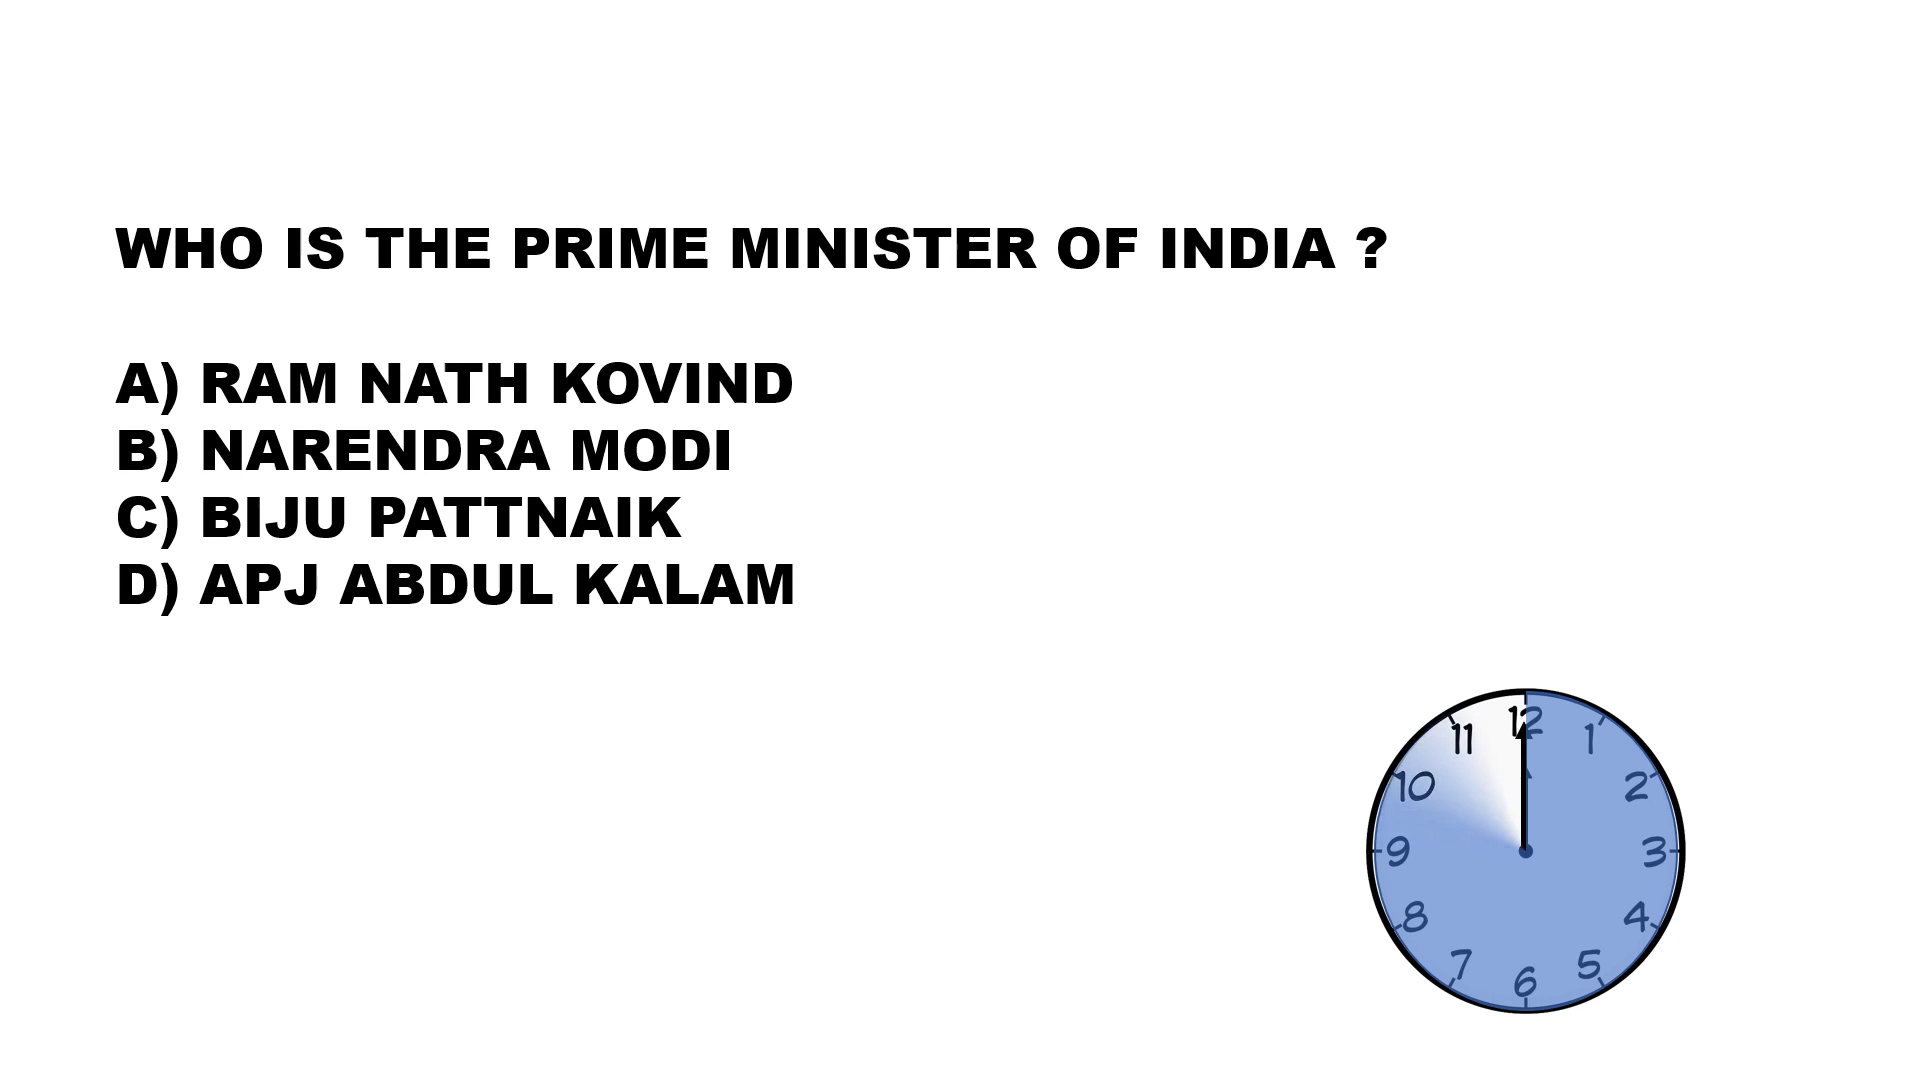 WHO IS THE PRIME MINISTER OF INDIA ?
A) RAM NATH KOVIND
B) NARENDRA MODI
C) BIJU PATTNAIK
D) APJ ABDUL KALAM
12
11
1
10
2
9
3
8
4
7
5
6